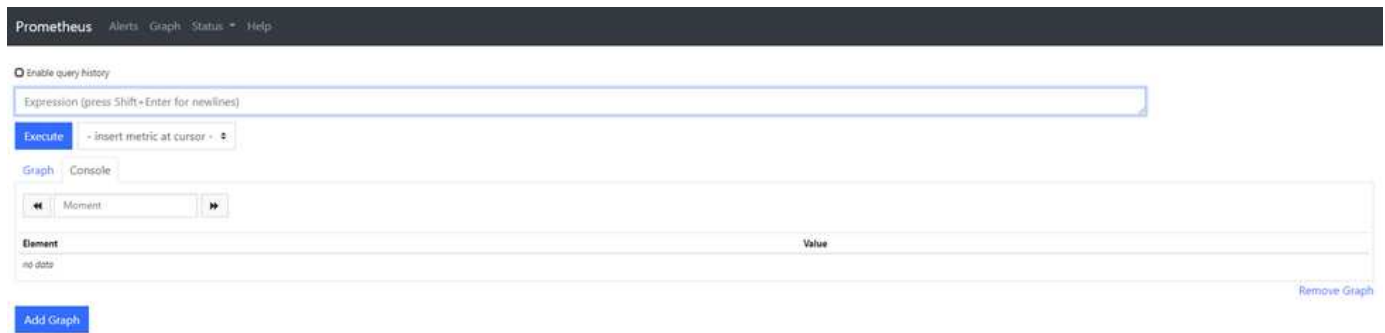 Prometheus Alerts Graph Status Help
Enable query history
Expression (press Shift+Enter for newlines)
Execute - insert metric at cursor -
Graph Console
Moment
Element Value
no data
Remove Graph
Add Graph